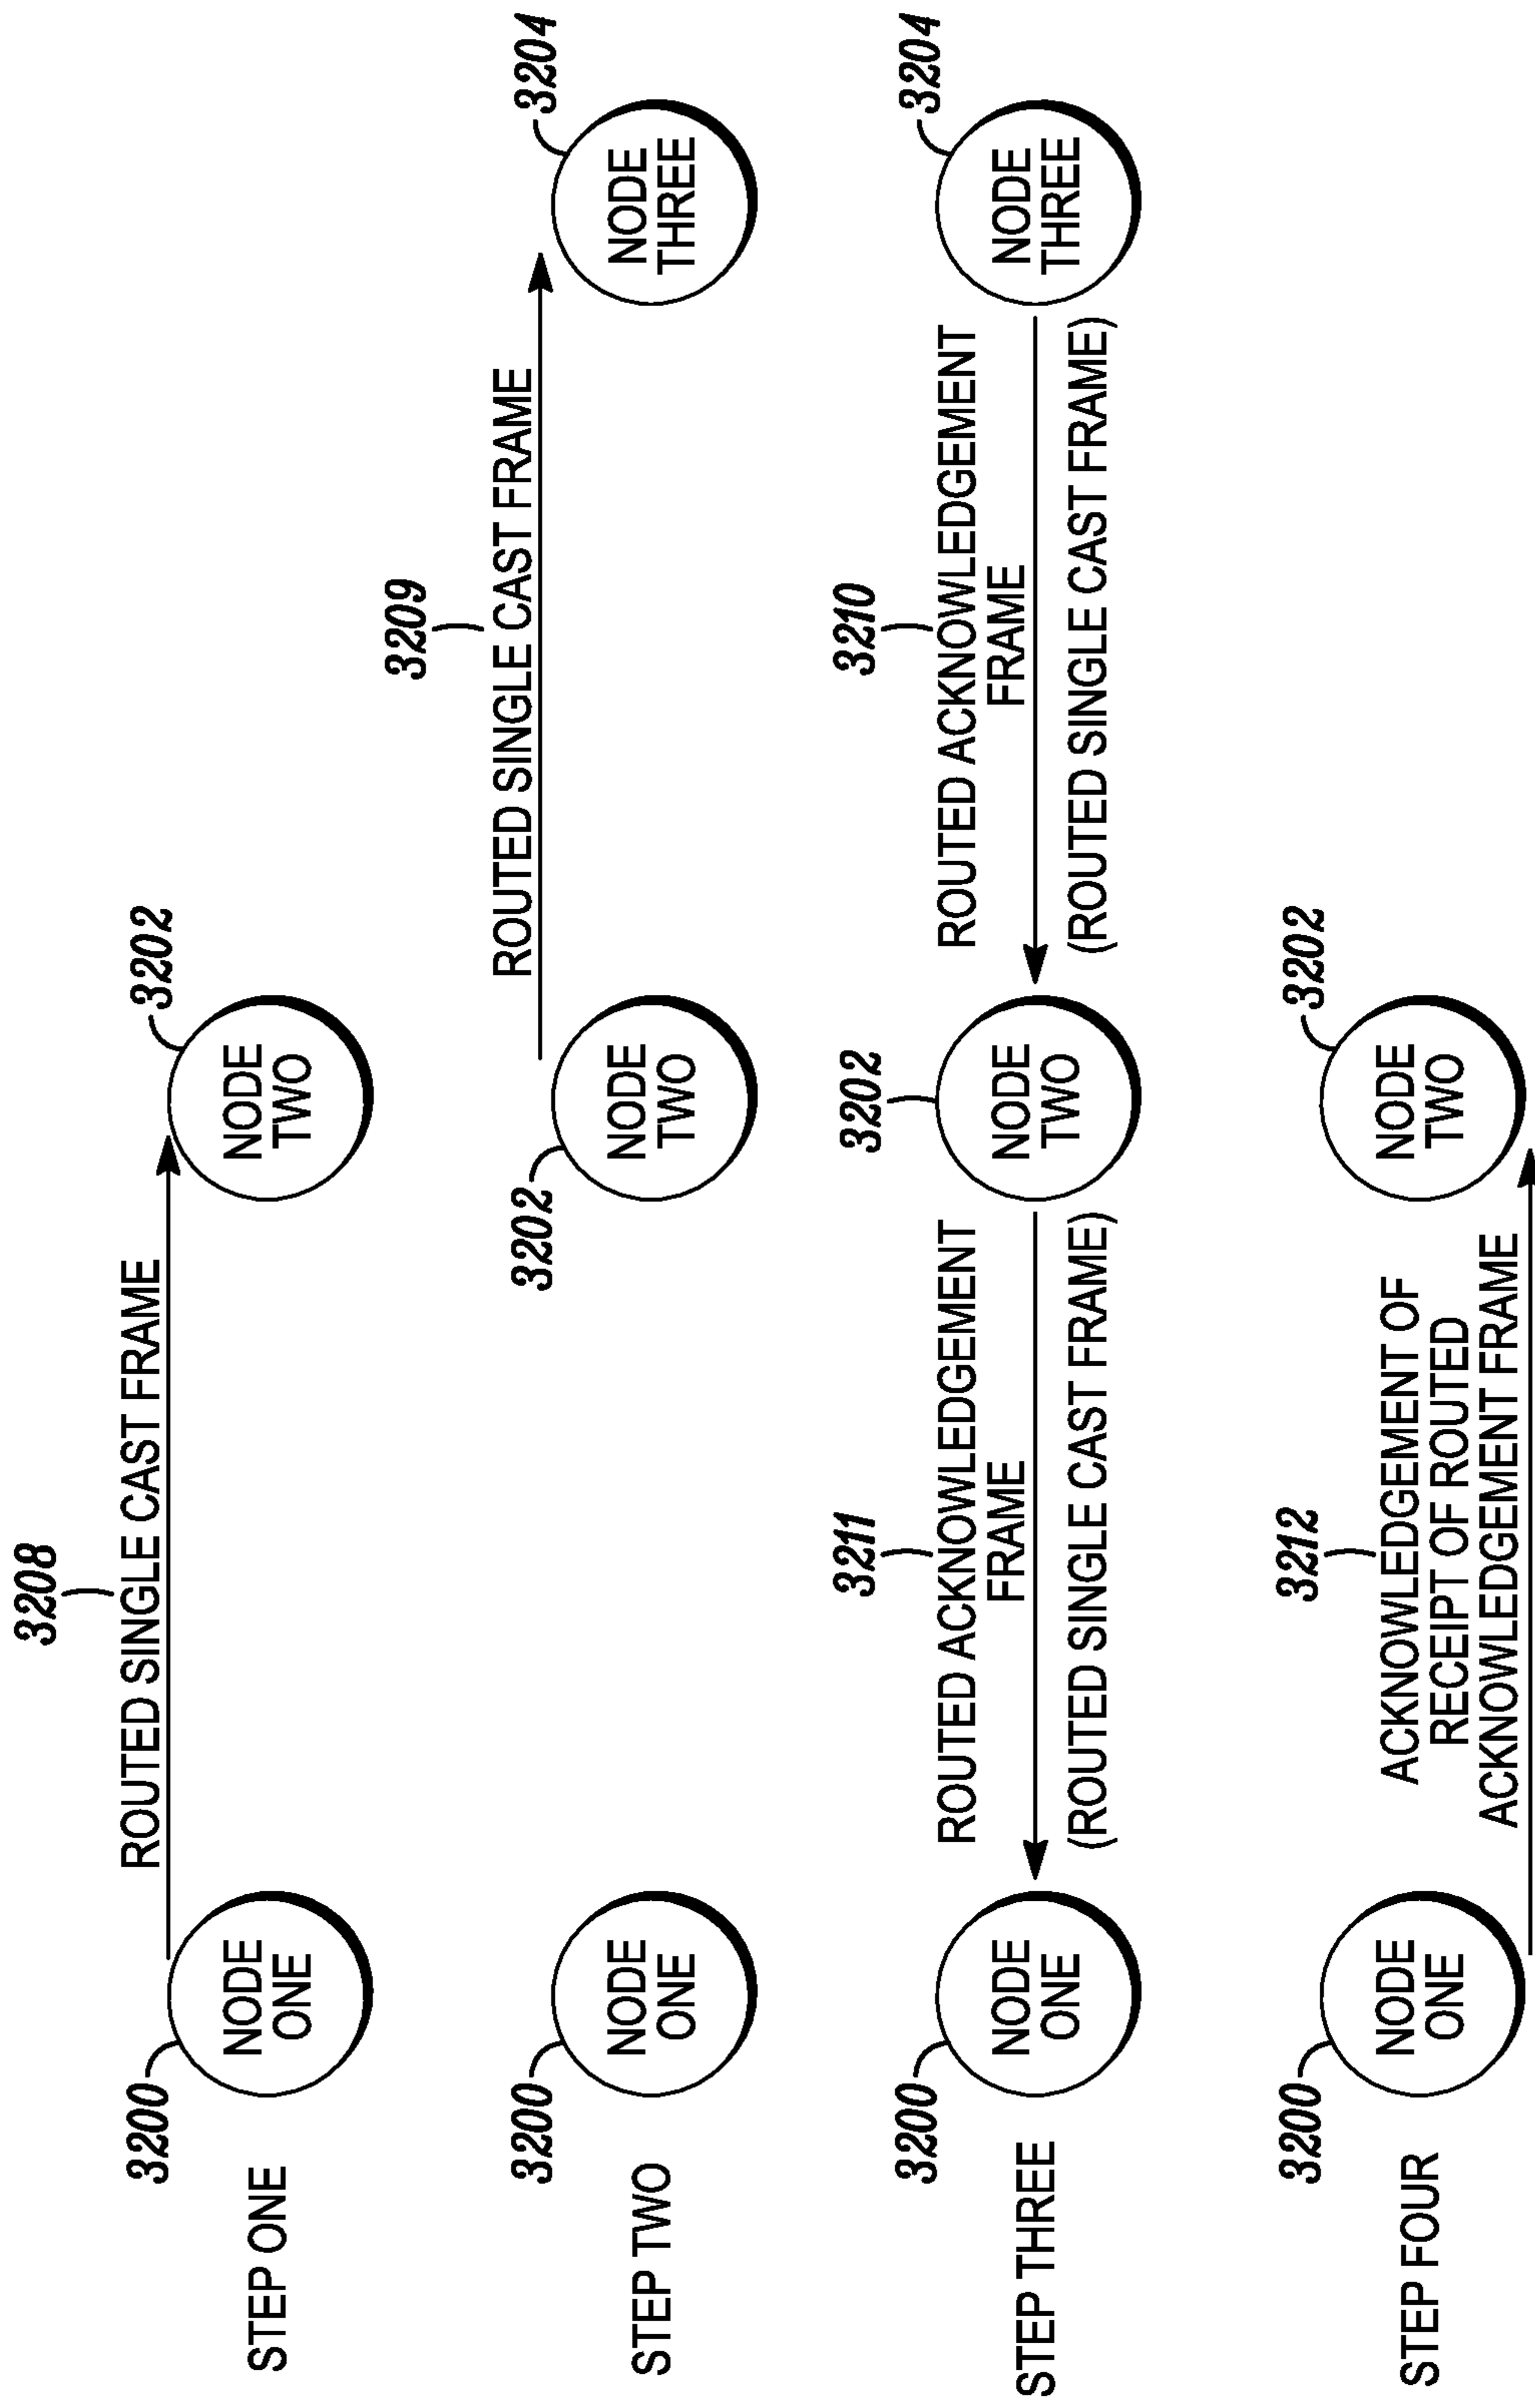 3208
ROUTED SINGLE CAST FRAME
3200
3202
STEP ONE
NODE
ONE
NODE
TWO
3209
ROUTED SINGLE CAST FRAME
3200
3202
3204
STEP TWO
NODE
ONE
NODE
TWO
NODE
THREE
3211
3202
3210
3200
3204
ROUTED ACKNOWLEDGEMENT
FRAME
ROUTED ACKNOWLEDGEMENT
FRAME
STEP THREE
NODE
ONE
NODE
TWO
NODE
THREE
(ROUTED SINGLE CAST FRAME)
(ROUTED SINGLE CAST FRAME)
3212
3200
3202
STEP FOUR
NODE
ONE
ACKNOWLEDGEMENT OF
RECEIPT OF ROUTED
ACKNOWLEDGEMENT FRAME
NODE
TWO